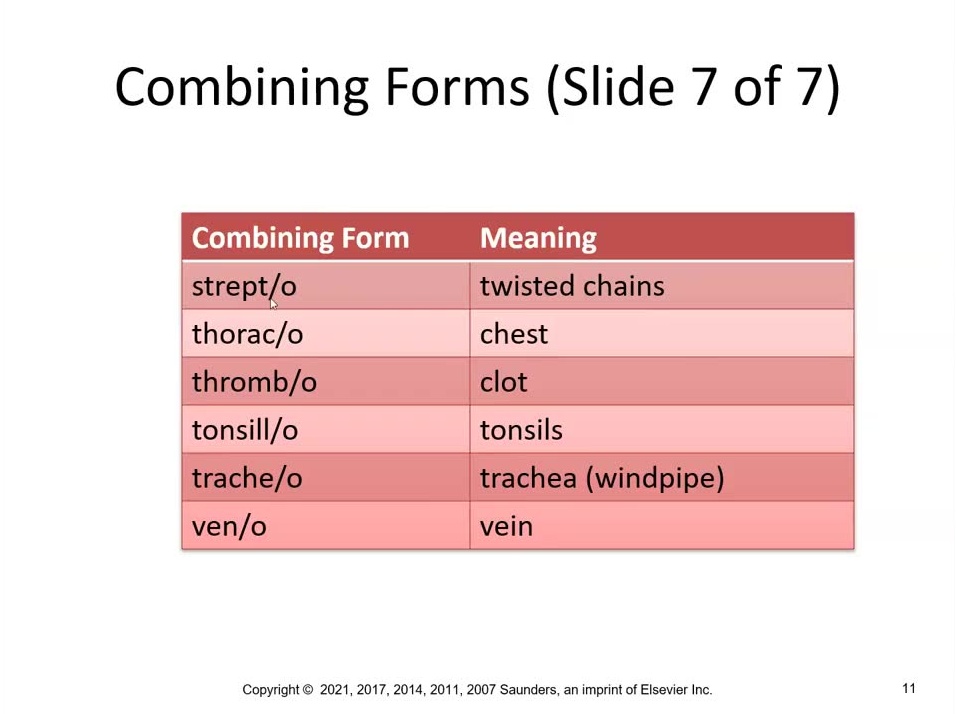 Combining Forms (Slide 7 of 7)
Combining Form Meaning
strept/o twisted chains
thorac/o chest
thromb/o clot
tonsill/o tonsils
trache/o trachea (windpipe)
ven/o vein
Copyright © 2021, 2017, 2014, 2011, 2007 Saunders, an imprint of Elsevier Inc. 11